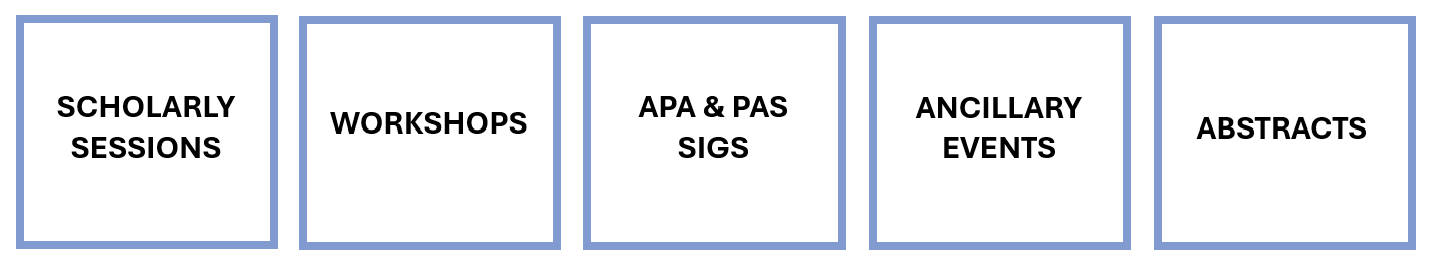 SCHOLARLY
SESSIONS
WORKSHOPS
APA & PAS
SIGS
ANCILLARY
EVENTS
ABSTRACTS